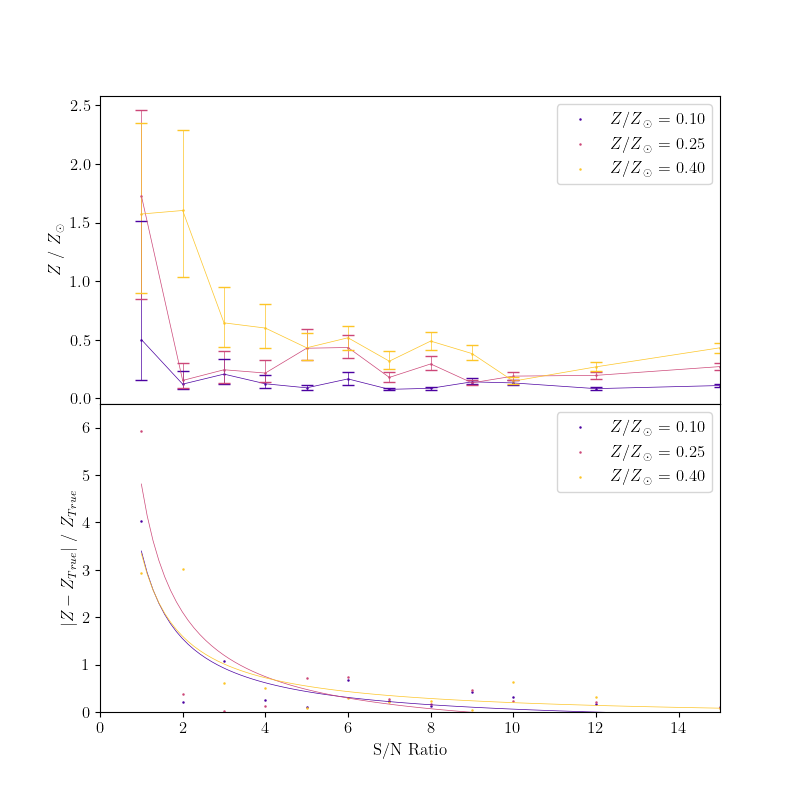 2.5
2.0
1.5
1.0
0.5
0.0
Z / Z⊙
Z/Z⊙ = 0.10
Z/Z⊙ = 0.25
Z/Z⊙ = 0.40
6
5
4
3
2
1
0
|Z − Z_True| / Z_True
Z/Z⊙ = 0.10
Z/Z⊙ = 0.25
Z/Z⊙ = 0.40
0 2 4 6 8 10 12 14
S/N Ratio